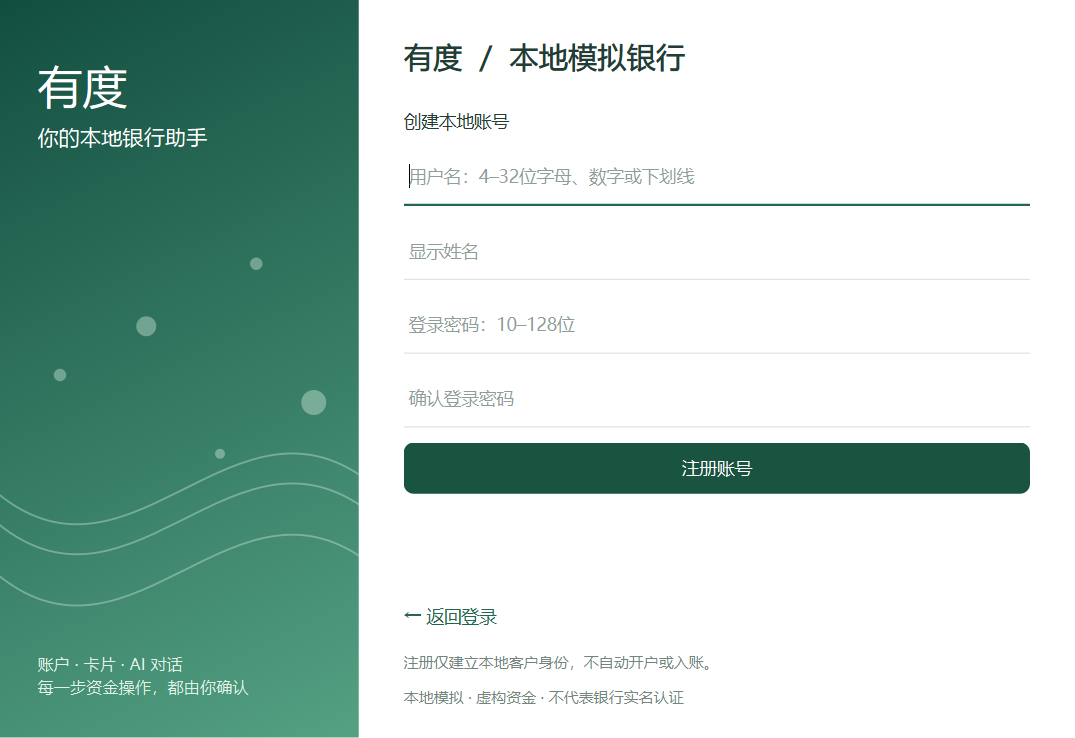 有度
你的本地银行助手
账户 · 卡片 · AI 对话
每一步资金操作，都由你确认
有度 / 本地模拟银行
创建本地账号
用户名：4–32位字母、数字或下划线
显示姓名
登录密码：10–128位
确认登录密码
注册账号
← 返回登录
注册仅建立本地客户身份，不自动开户或入账。
本地模拟 · 虚构资金 · 不代表银行实名认证